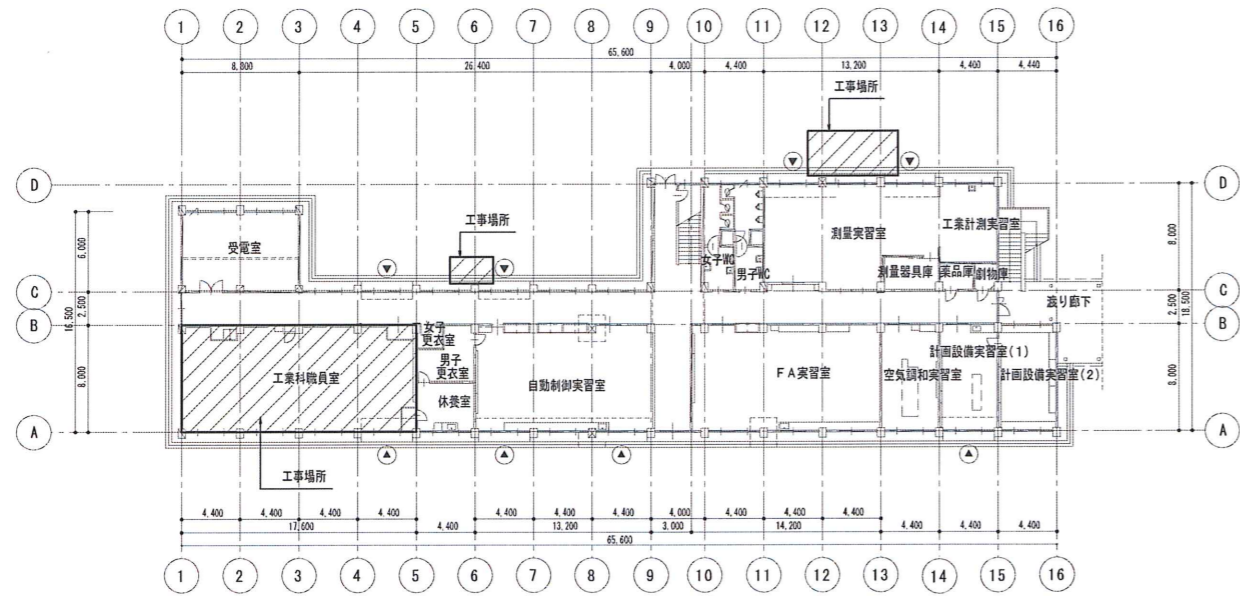 1 2 3 4 5 6 7 8 9 10 11 12 13 14 15 16
65,600
8,800 26,400 4,000 4,400 13,200 4,400 4,440
工事場所
D D
工事場所
受電室
測量実習室
工業計測実習室
女子WC
男子WC
測量器具庫
薬品庫
劇物庫
6,000
8,000
C C
渡り廊下
16,500
2,500
2,500
18,500
B B
女子
更衣室
男子
更衣室
工業科職員室
休養室
自動制御実習室
FA実習室
空気調和実習室
計画設備実習室(1)
計画設備実習室(2)
8,000
8,000
A A
工事場所
4,400 4,400 4,400 4,400 4,400 4,400 4,400 4,000 4,400 4,400 4,400
17,600 4,400 13,200 3,000 14,200 4,400 4,400 4,400
65,600
1 2 3 4 5 6 7 8 9 10 11 12 13 14 15 16